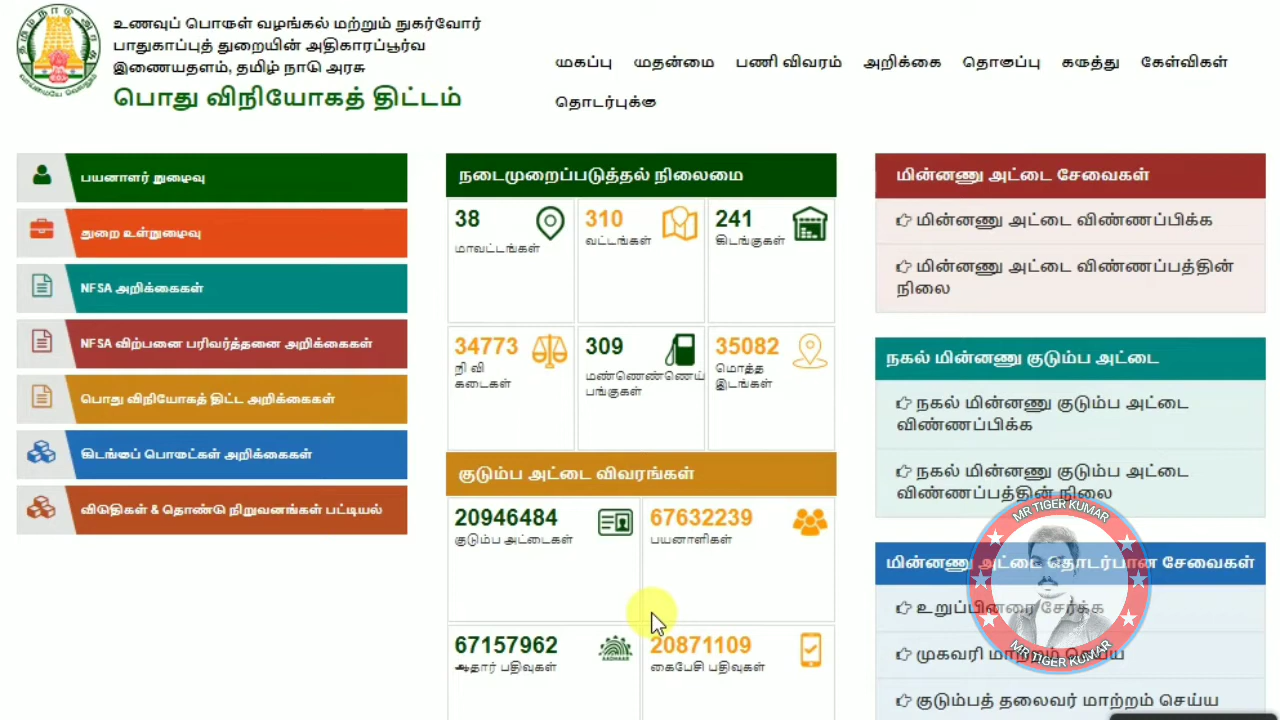 உணவுப் பொருள் வழங்கல் மற்றும் நுகர்வோர்
பாதுகாப்புத் துறையின் அதிகாரப்பூர்வ
இணையதளம், தமிழ் நாடு அரசு
பொது விநியோகத் திட்டம்
முகப்பு முதன்மை பணி விவரம் அறிக்கை தொகுப்பு கருத்து கேள்விகள்
தொடர்புக்கு
பயனாளர் நுழைவு
துறை உள்நுழைவு
NFSA அறிக்கைகள்
NFSA விற்பனை பரிவர்த்தனை அறிக்கைகள்
பொது விநியோகத் திட்ட அறிக்கைகள்
கிடங்குப் பொருட்கள் அறிக்கைகள்
விடுதிகள் & தொண்டு நிறுவனங்கள் பட்டியல்
நடைமுறைப்படுத்தல் நிலைமை
38
மாவட்டங்கள்
310
வட்டங்கள்
241
கிடங்குகள்
34773
நி வி
கடைகள்
309
மண்ணெண்ணெய்
பங்குகள்
35082
மொத்த
இடங்கள்
குடும்ப அட்டை விவரங்கள்
20946484
குடும்ப அட்டைகள்
67632239
பயனாளிகள்
67157962
ஆதார் பதிவுகள்
AADHAAR
20871109
கைபேசி பதிவுகள்
மின்னணு அட்டை சேவைகள்
மின்னணு அட்டை விண்ணப்பிக்க
மின்னணு அட்டை விண்ணப்பத்தின்
நிலை
நகல் மின்னணு குடும்ப அட்டை
நகல் மின்னணு குடும்ப அட்டை
விண்ணப்பிக்க
நகல் மின்னணு குடும்ப அட்டை
விண்ணப்பத்தின் நிலை
மின்னணு அட்டை தொடர்பான சேவைகள்
உறுப்பினரை சேர்க்க
முகவரி மாற்றம் செய்ய
குடும்பத் தலைவர் மாற்றம் செய்ய
MR TIGER KUMAR
MR TIGER KUMAR